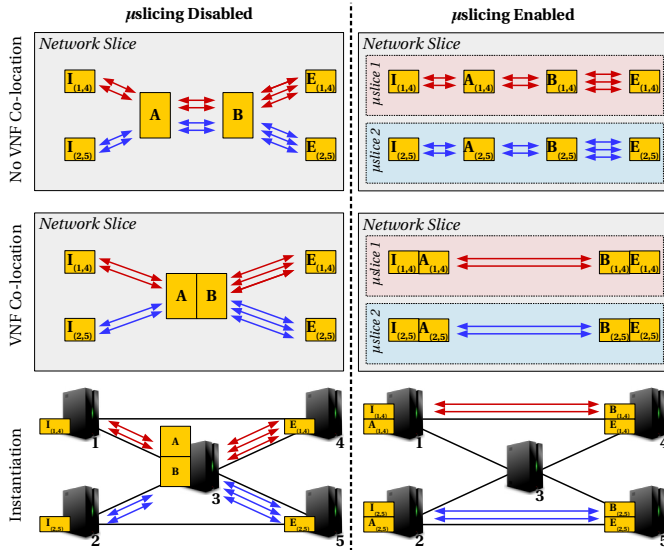 μslicing Disabled
μslicing Enabled
No VNF Co-location
Network Slice
I(1,4)
E(1,4)
A
B
I(2,5)
E(2,5)
Network Slice
μslice 1
I(1,4)
A(1,4)
B(1,4)
E(1,4)
μslice 2
I(2,5)
A(2,5)
B(2,5)
E(2,5)
VNF Co-location
Network Slice
I(1,4)
E(1,4)
A
B
I(2,5)
E(2,5)
Network Slice
μslice 1
I(1,4)
A(1,4)
B(1,4)
E(1,4)
μslice 2
I(2,5)
A(2,5)
B(2,5)
E(2,5)
Instantiation
I(1,4)
1
A
B
E(1,4)
4
3
I(2,5)
2
E(2,5)
5
I(1,4)
A(1,4)
1
B(1,4)
E(1,4)
4
3
I(2,5)
A(2,5)
2
B(2,5)
E(2,5)
5